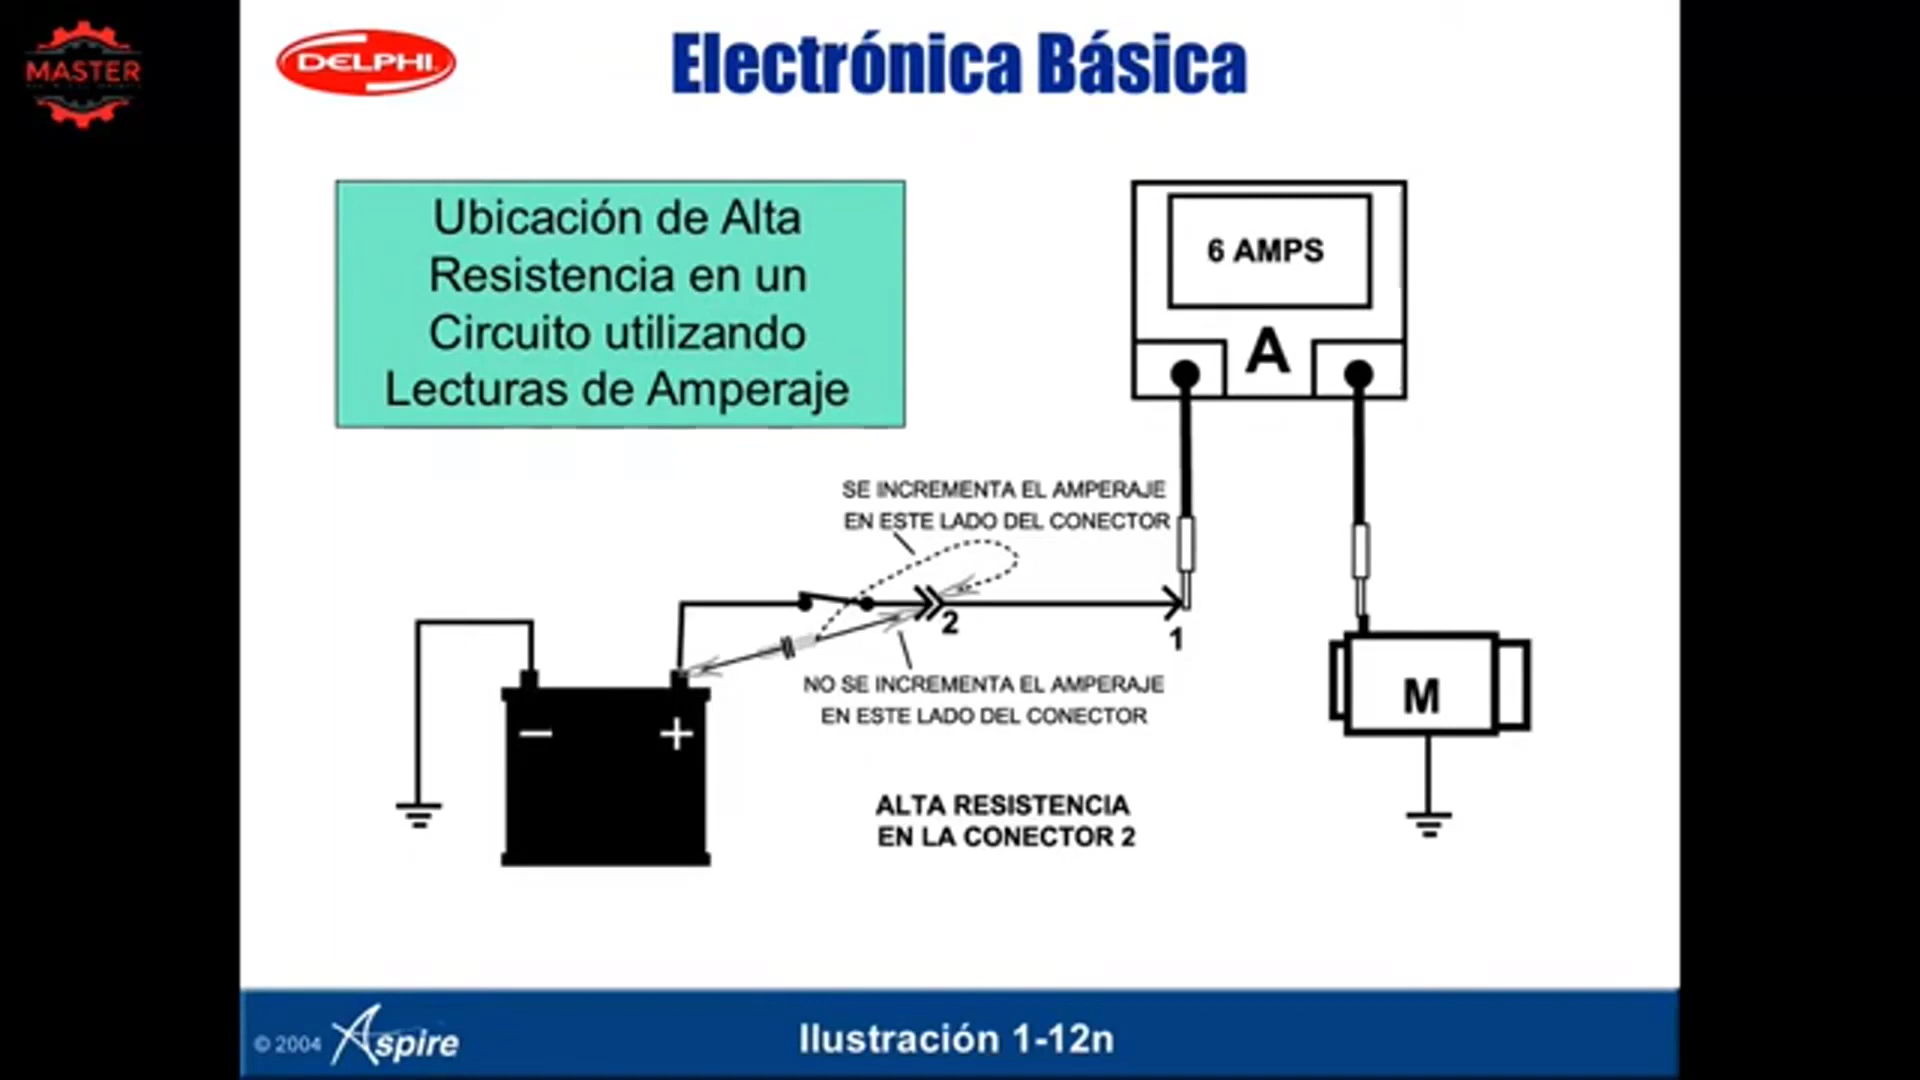 MASTER
DELPHI
Electrónica Básica
Ubicación de Alta
Resistencia en un
Circuito utilizando
Lecturas de Amperaje
6 AMPS
A
SE INCREMENTA EL AMPERAJE
EN ESTE LADO DEL CONECTOR
2
1
NO SE INCREMENTA EL AMPERAJE
EN ESTE LADO DEL CONECTOR
M
− +
ALTA RESISTENCIA
EN LA CONECTOR 2
© 2004 Aspire
Ilustración 1-12n